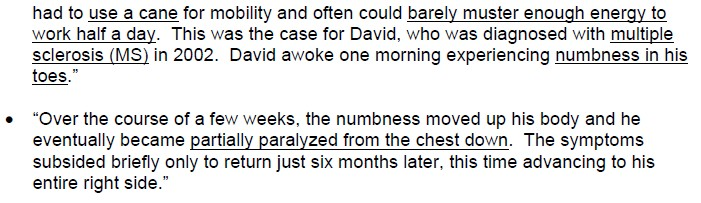 had to use a cane for mobility and often could barely muster enough energy to
work half a day.  This was the case for David, who was diagnosed with multiple
sclerosis (MS) in 2002.  David awoke one morning experiencing numbness in his
toes.”
• “Over the course of a few weeks, the numbness moved up his body and he
eventually became partially paralyzed from the chest down.  The symptoms
subsided briefly only to return just six months later, this time advancing to his
entire right side.”